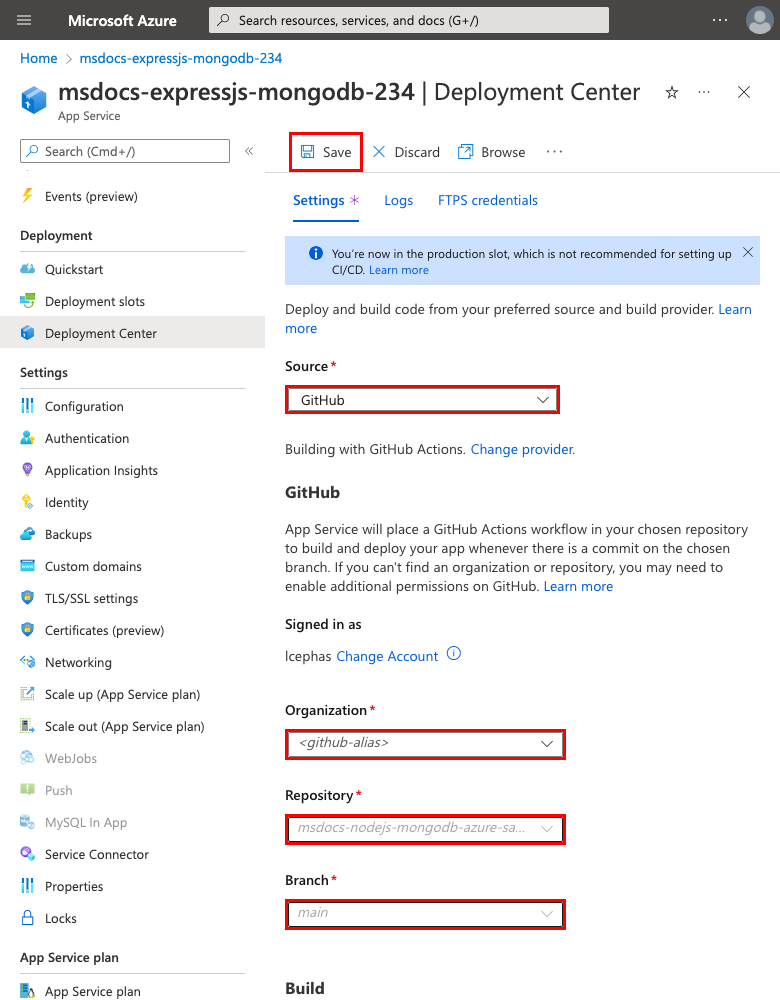 Microsoft Azure
Search resources, services, and docs (G+/)
Home > msdocs-expressjs-mongodb-234
msdocs-expressjs-mongodb-234 | Deployment Center
App Service
Search (Cmd+/)
Events (preview)
Deployment
Quickstart
Deployment slots
Deployment Center
Settings
Configuration
Authentication
Application Insights
Identity
Backups
Custom domains
TLS/SSL settings
Certificates (preview)
Networking
Scale up (App Service plan)
Scale out (App Service plan)
WebJobs
Push
MySQL In App
Service Connector
Properties
Locks
App Service plan
App Service plan
Save Discard Browse ...
Settings * Logs FTPS credentials
You're now in the production slot, which is not recommended for setting up
CI/CD. Learn more
Deploy and build code from your preferred source and build provider. Learn
more
Source*
GitHub
Building with GitHub Actions. Change provider.
GitHub
App Service will place a GitHub Actions workflow in your chosen repository
to build and deploy your app whenever there is a commit on the chosen
branch. If you can't find an organization or repository, you may need to
enable additional permissions on GitHub. Learn more
Signed in as
Icephas Change Account
Organization*
<github-alias>
Repository*
msdocs-nodejs-mongodb-azure-sa...
Branch*
main
Build